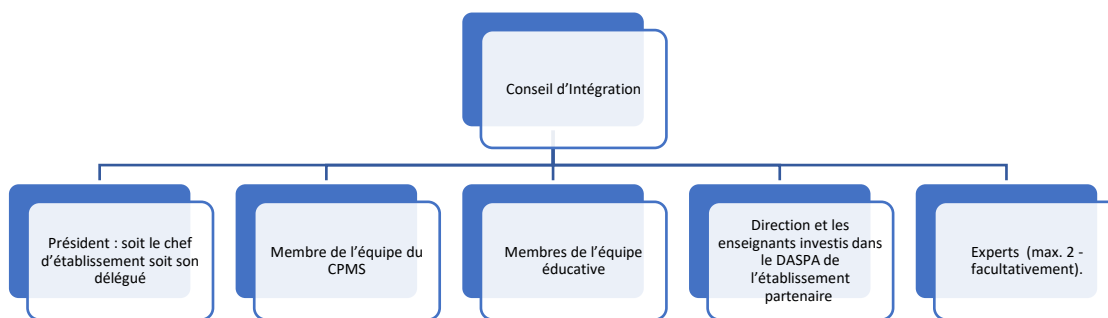 Conseil d'Intégration
Président : soit le chef
d'établissement soit son
délégué
Membre de l'équipe du
CPMS
Membres de l'équipe
éducative
Direction et les
enseignants investis dans
le DASPA de
l'établissement
partenaire
Experts (max. 2 -
facultativement).